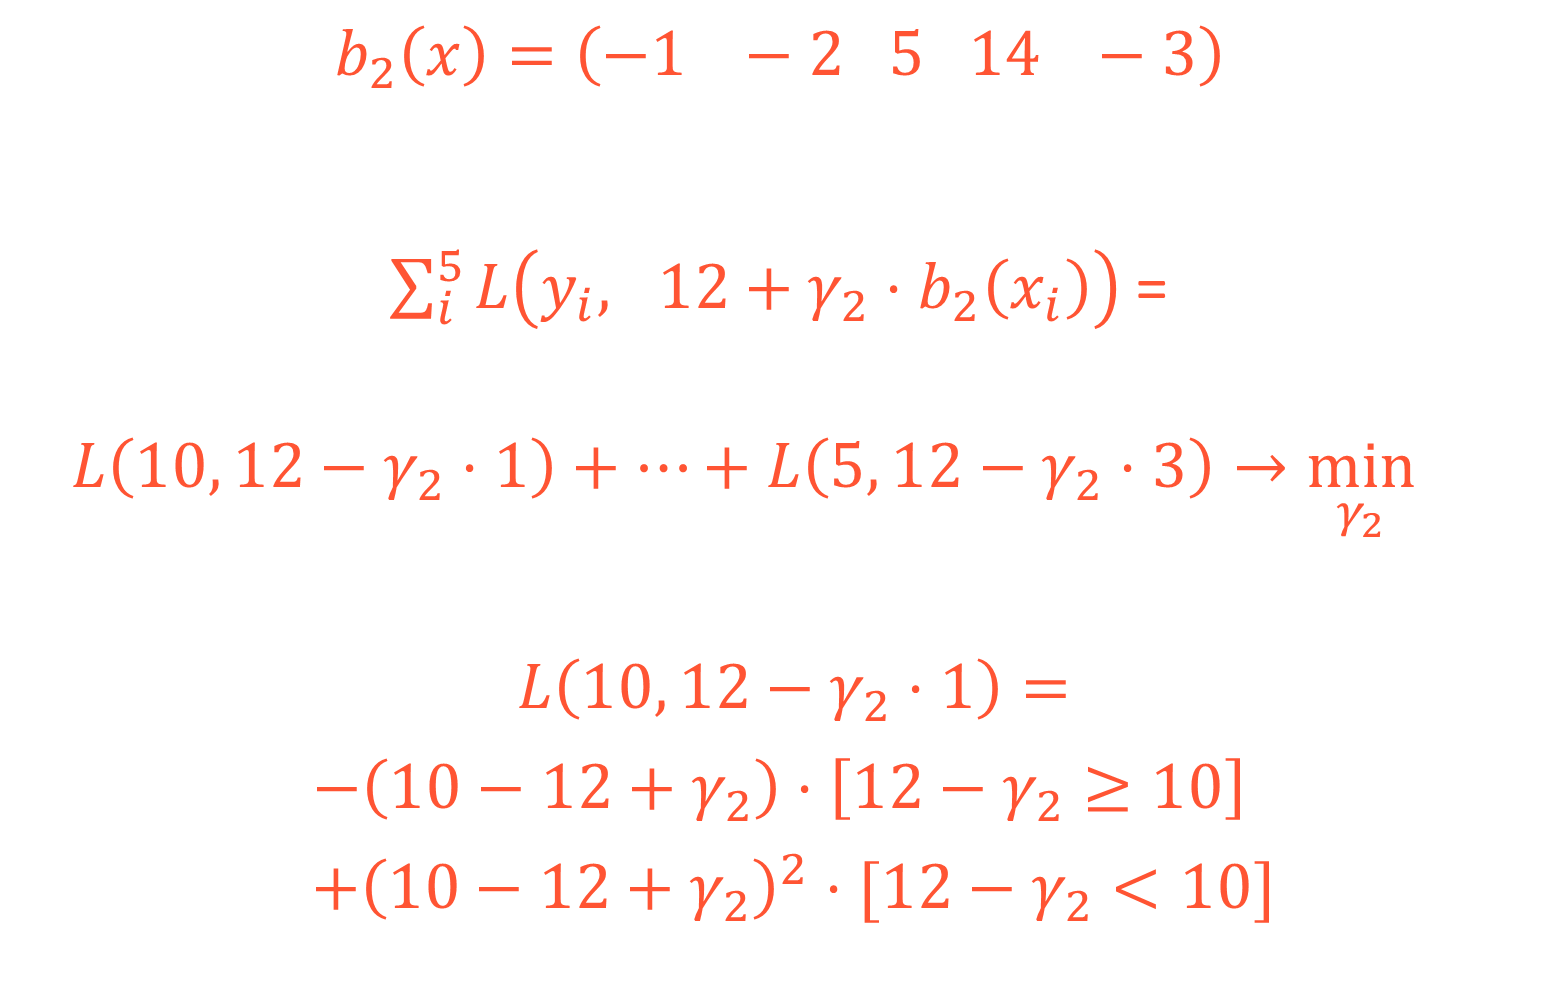 b₂(x) = (−1  − 2  5  14  − 3)
∑ᵢ⁵ L(yᵢ,  12 + γ₂ · b₂(xᵢ)) =
L(10, 12 − γ₂ · 1) + ⋯ + L(5, 12 − γ₂ · 3) → min
γ₂
L(10, 12 − γ₂ · 1) =
−(10 − 12 + γ₂) · [12 − γ₂ ≥ 10]
+(10 − 12 + γ₂)² · [12 − γ₂ < 10]